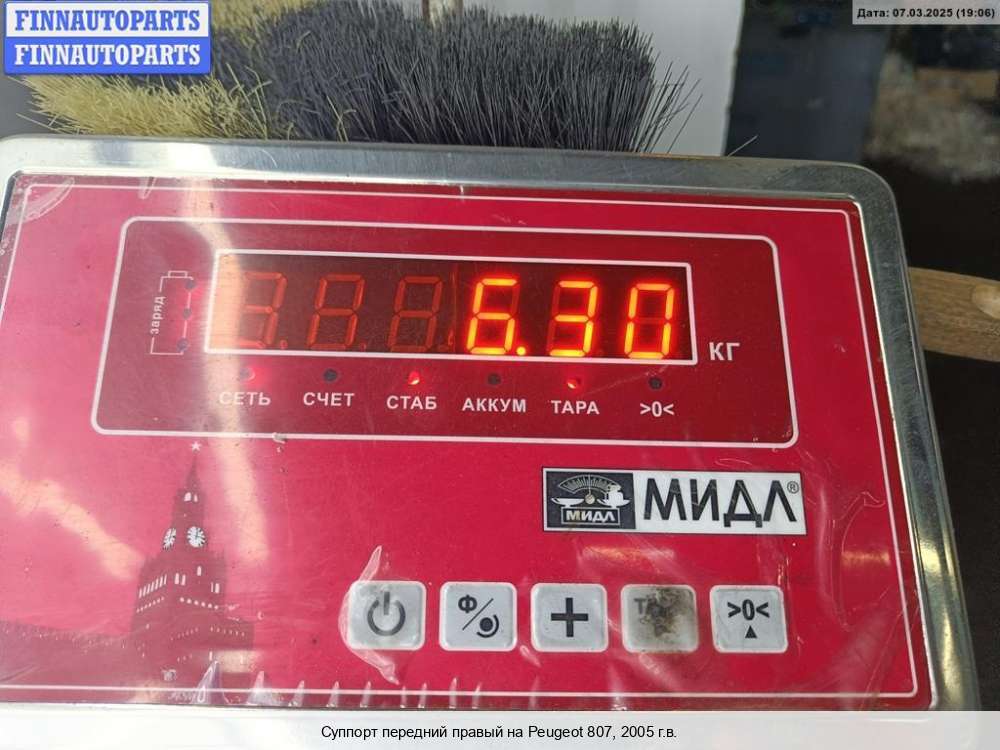 FINNAUTOPARTS
FINNAUTOPARTS
Дата: 07.03.2025 (19:06)
заряд
6.30
КГ
СЕТЬ СЧЕТ СТАБ АККУМ ТАРА >0<
МИДЛ
МИДЛ®
Ф
>0<
Суппорт передний правый на Peugeot 807, 2005 г.в.